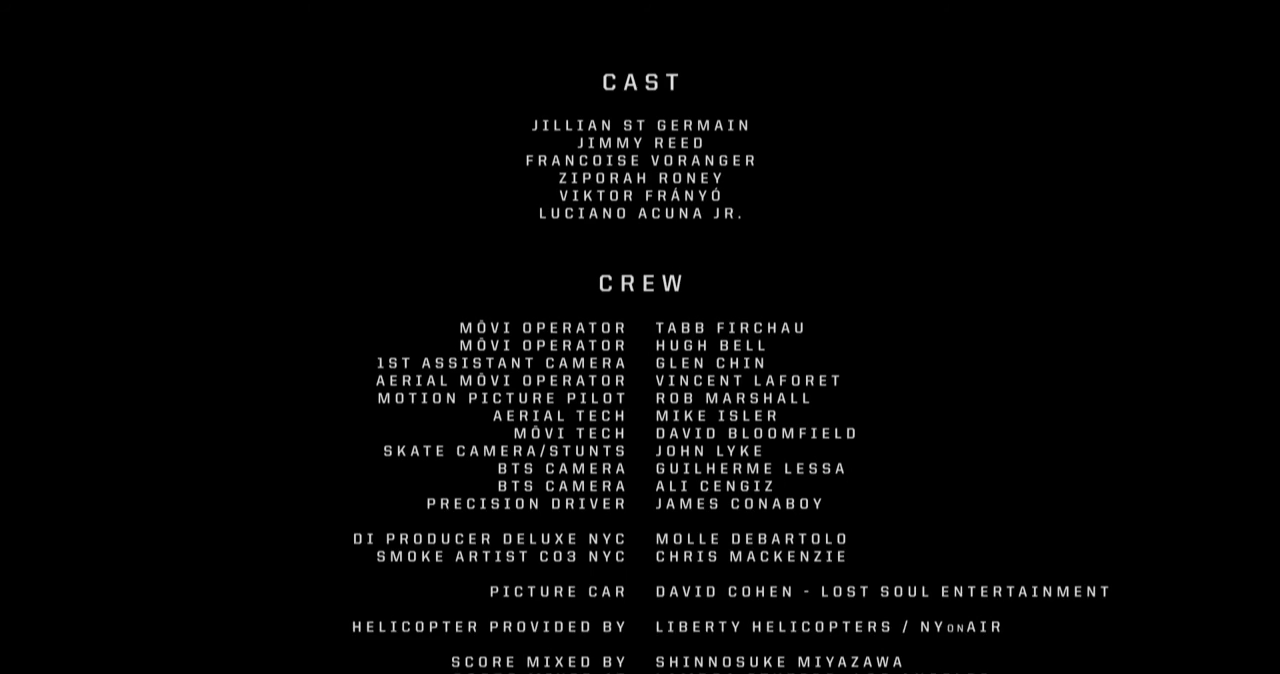 CAST
JILLIAN ST GERMAIN
JIMMY REED
FRANCOISE VORANGER
ZIPORAH RONEY
VIKTOR FRÁNYÓ
LUCIANO ACUNA JR.
CREW
MŌVI OPERATOR TABB FIRCHAU
MŌVI OPERATOR HUGH BELL
1ST ASSISTANT CAMERA GLEN CHIN
AERIAL MŌVI OPERATOR VINCENT LAFORET
MOTION PICTURE PILOT ROB MARSHALL
AERIAL TECH MIKE ISLER
MŌVI TECH DAVID BLOOMFIELD
SKATE CAMERA/STUNTS JOHN LYKE
BTS CAMERA GUILHERME LESSA
BTS CAMERA ALI CENGIZ
PRECISION DRIVER JAMES CONABOY
DI PRODUCER DELUXE NYC MOLLE DEBARTOLO
SMOKE ARTIST CO3 NYC CHRIS MACKENZIE
PICTURE CAR DAVID COHEN - LOST SOUL ENTERTAINMENT
HELICOPTER PROVIDED BY LIBERTY HELICOPTERS / NYONAIR
SCORE MIXED BY SHINNOSUKE MIYAZAWA